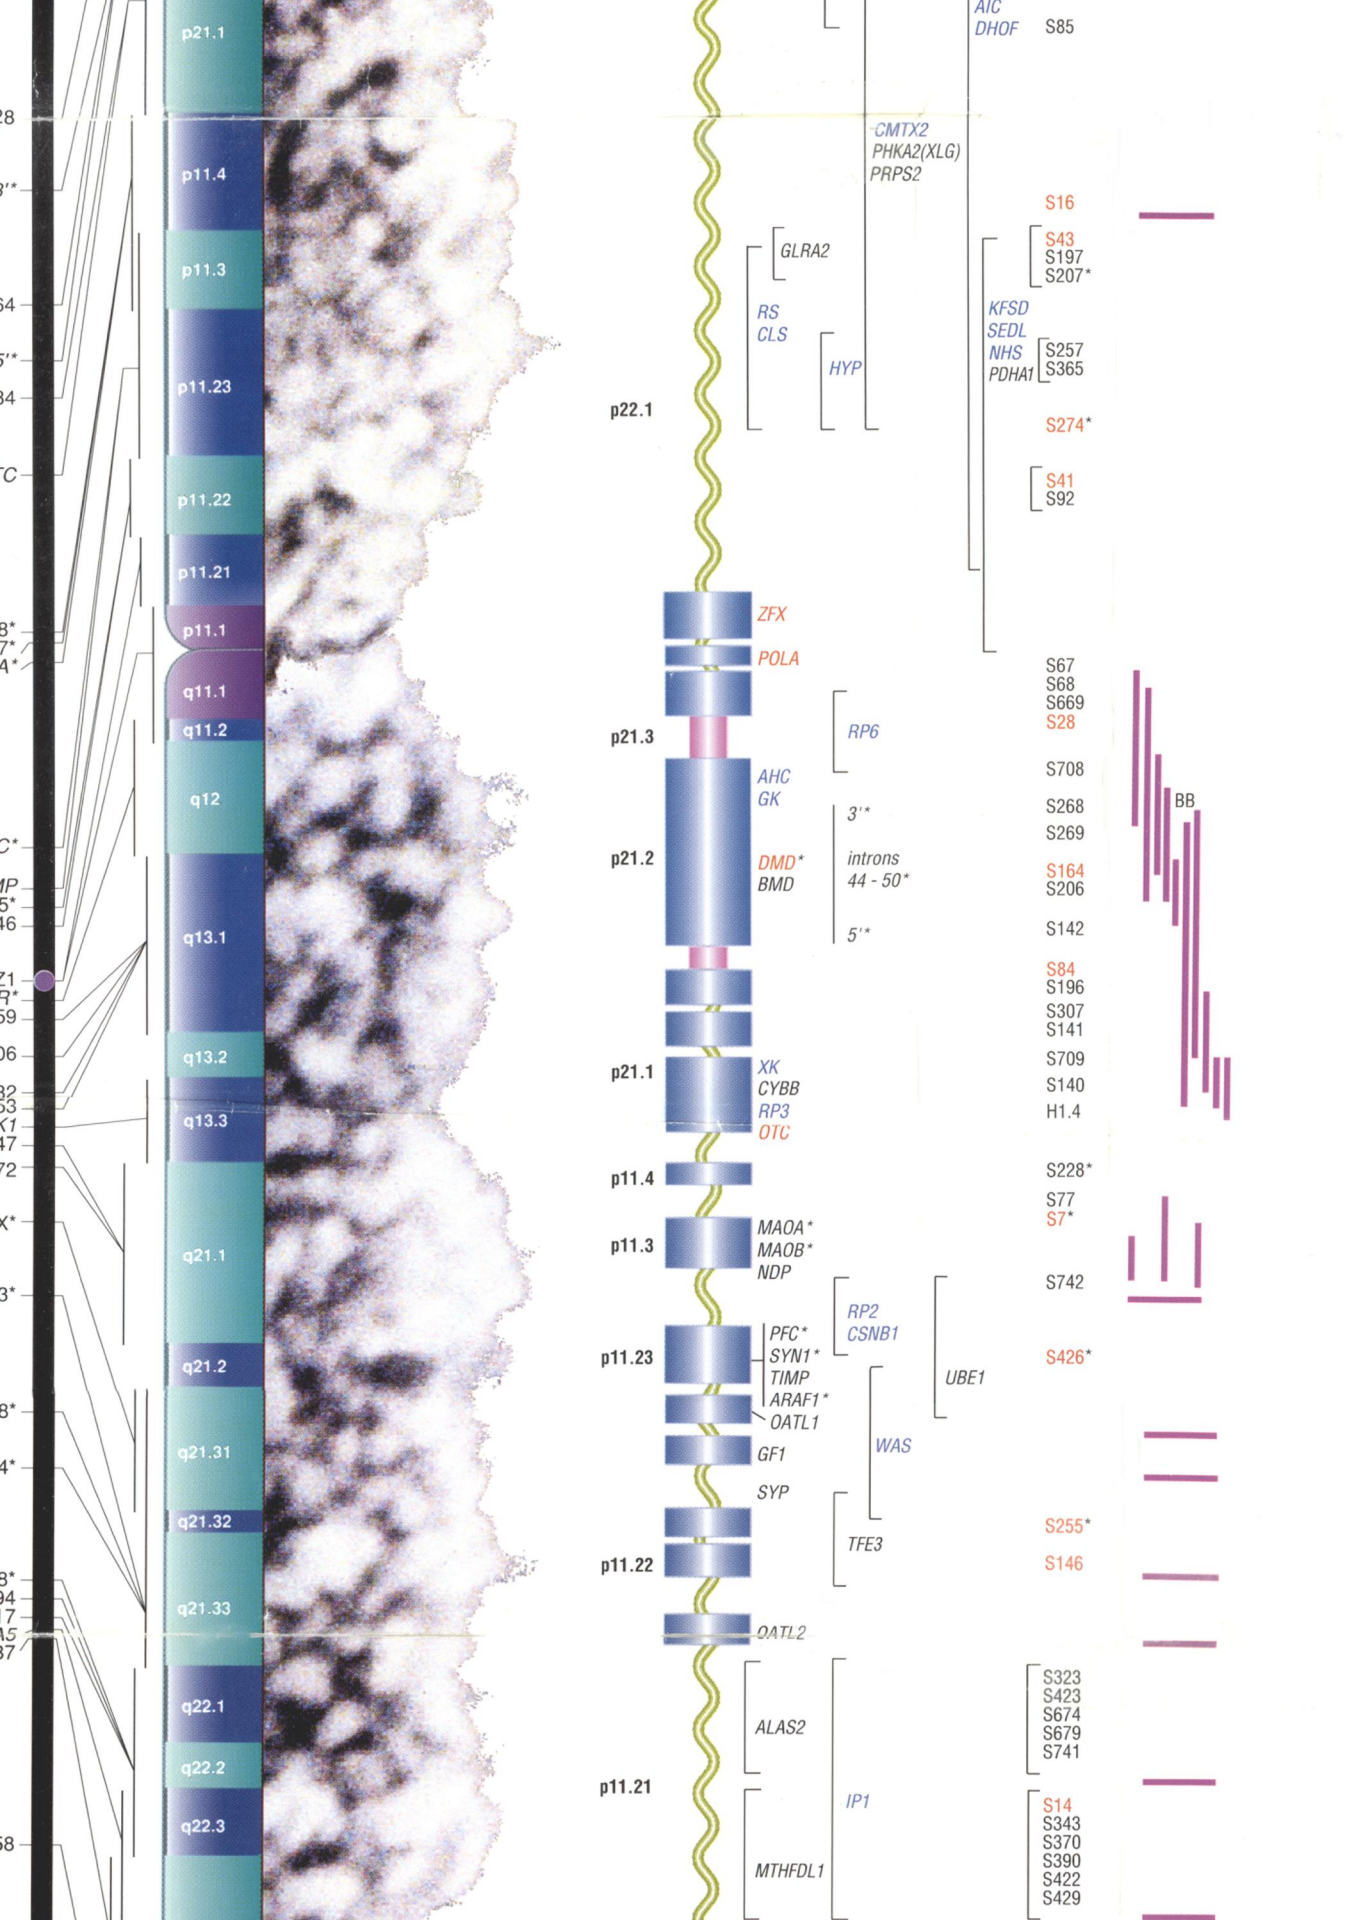 p21.1
p11.4
p11.3
p11.23
p11.22
p11.21
p11.1
q11.1
q11.2
q12
q13.1
q13.2
q13.3
q21.1
q21.2
q21.31
q21.32
q21.33
q22.1
q22.2
q22.3
p22.1
p21.3
p21.2
p21.1
p11.4
p11.3
p11.23
p11.22
p11.21
AIC
DHOF
CMTX2
PHKA2(XLG)
PRPS2
GLRA2
RS
CLS
HYP
KFSD
SEDL
NHS
PDHA1
ZFX
POLA
RP6
AHC
GK
3'*
DMD*
BMD
introns
44 - 50*
5'*
XK
CYBB
RP3
OTC
MAOA*
MAOB*
NDP
RP2
CSNB1
PFC*
SYN1*
TIMP
ARAF1*
OATL1
UBE1
GF1
WAS
SYP
TFE3
OATL2
ALAS2
IP1
MTHFDL1
S85
S16
S43
S197
S207*
S257
S365
S274*
S41
S92
S67
S68
S669
S28
S708
S268
BB
S269
S164
S206
S142
S84
S196
S307
S141
S709
S140
H1.4
S228*
S77
S7*
S742
S426*
S255*
S146
S323
S423
S674
S679
S741
S14
S343
S370
S390
S422
S429